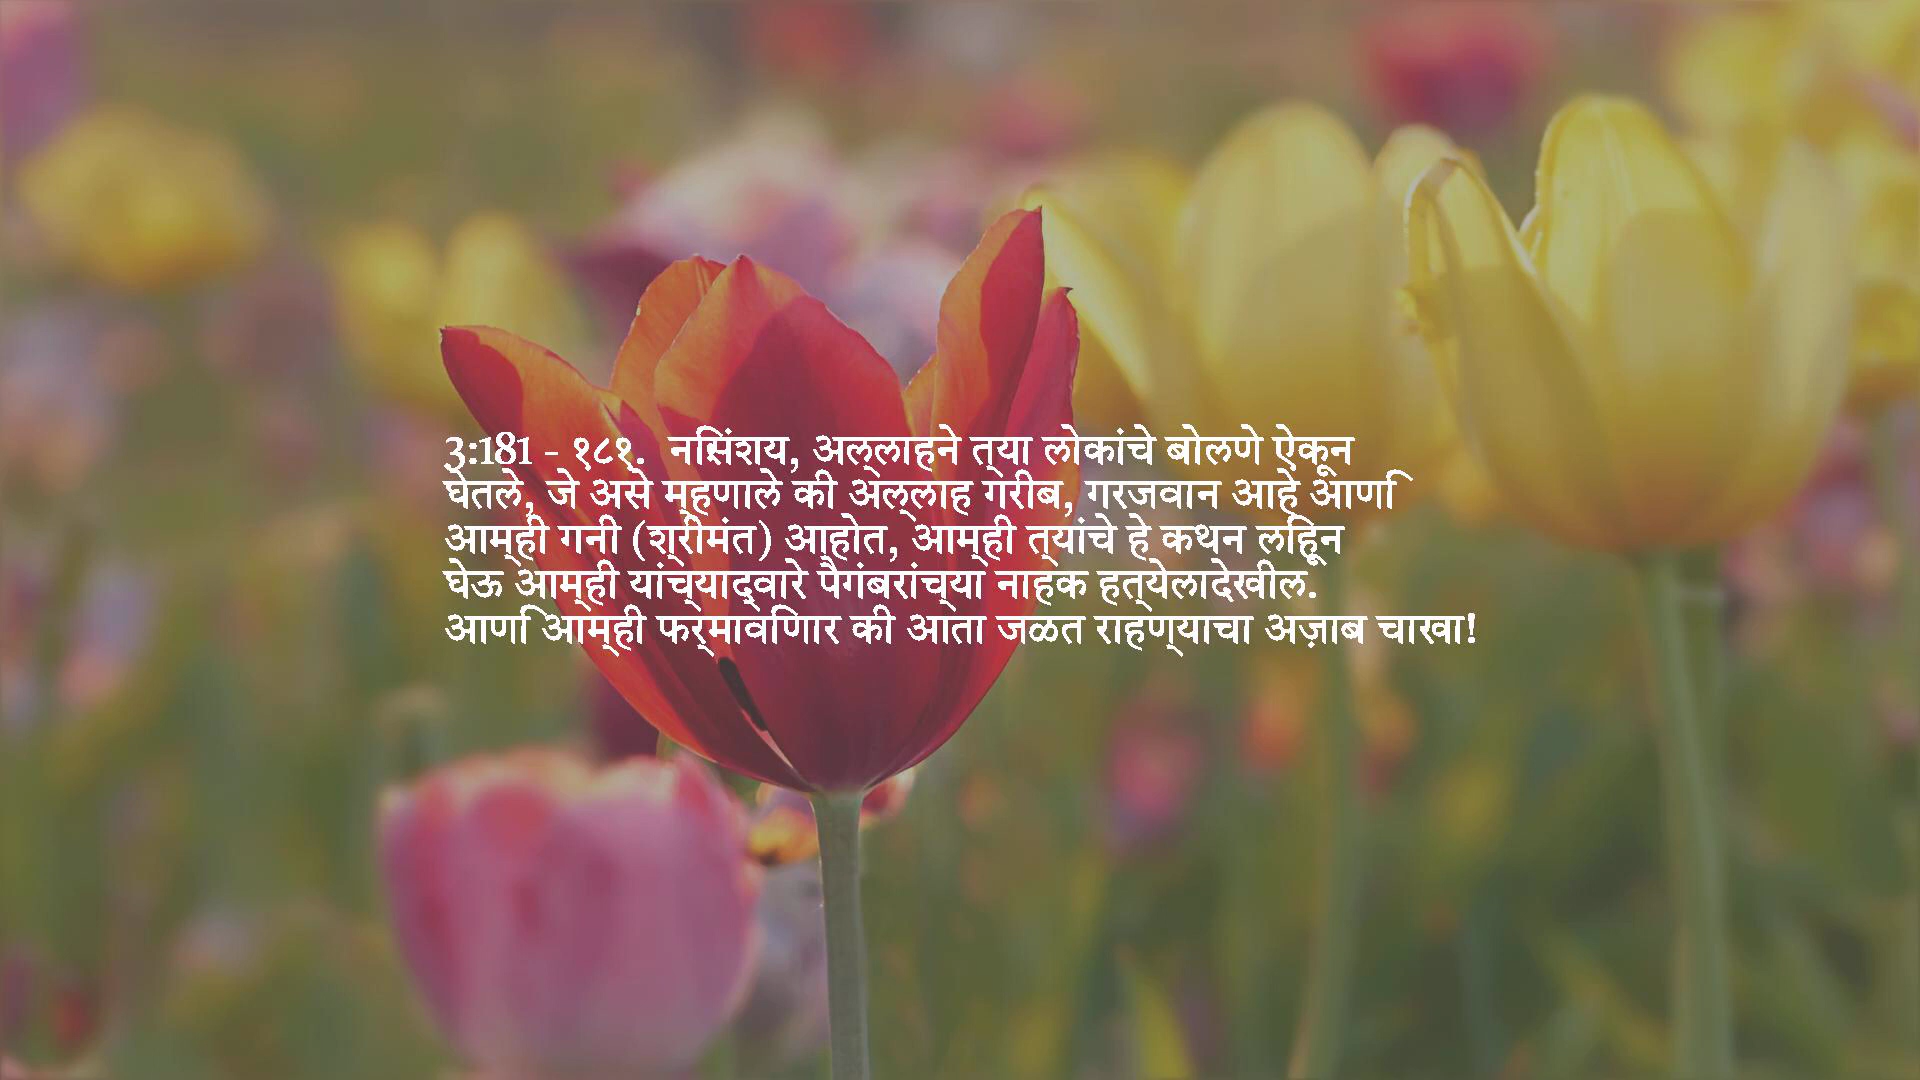 3:181 - १८१.  निःसंशय, अल्लाहने त्या लोकांचे बोलणे ऐकून
घेतले, जे असे म्हणाले की अल्लाह गरीब, गरजवान आहे आणि
आम्ही गनी (श्रीमंत) आहोत, आम्ही त्यांचे हे कथन लिहून
घेऊ आम्ही यांच्याद्वारे पैगंबरांच्या नाहक हत्येलादेखील.
आणि आम्ही फर्माविणार की आता जळत राहण्याचा अज़ाब चाखा!